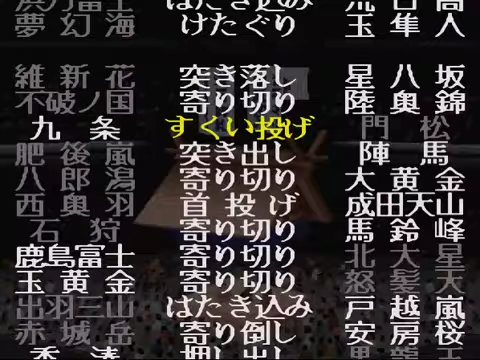 夢幻海 けたぐり 玉隼人
維新花 突き落し 星八坂
不破ノ国 寄り切り 陸奥錦
九条 すくい投げ 門松
肥後嵐 突き出し 陣馬
八郎潟 寄り切り 大黄金
西奥羽 首投げ 成田天山
石狩 寄り切り 馬鈴峰
鹿島富士 寄り切り 北大星
玉黄金 寄り切り 怒髪天
出羽三山 はたき込み 戸越嵐
赤城岳 寄り倒し 安房桜